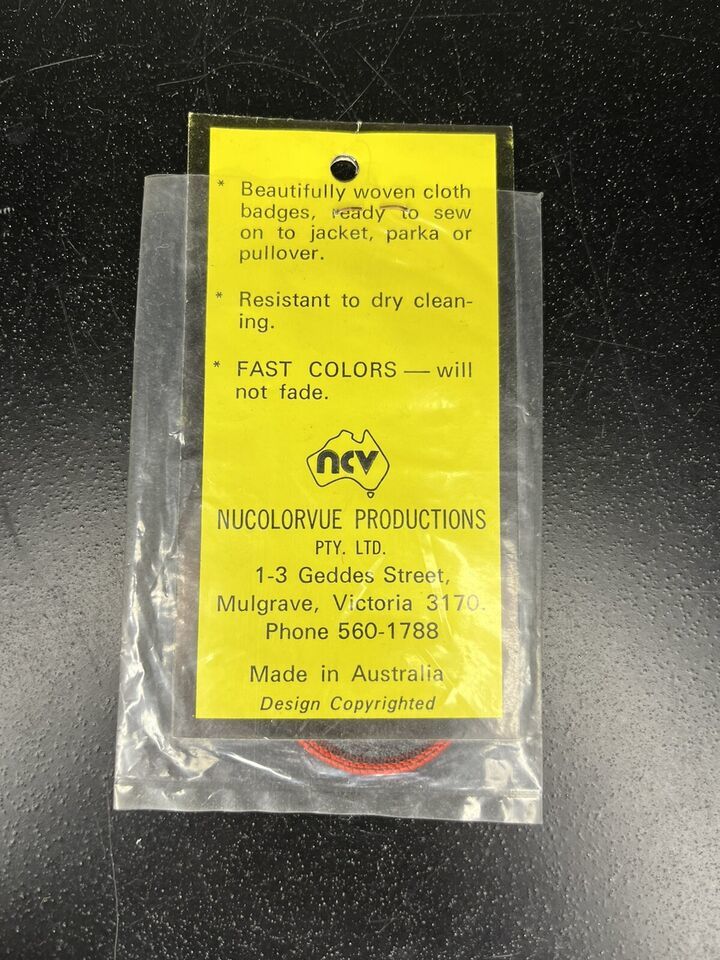 * Beautifully woven cloth
badges, ready to sew
on to jacket, parka or
pullover.
* Resistant to dry clean-
ing.
* FAST COLORS — will
not fade.
ncv
NUCOLORVUE PRODUCTIONS
PTY. LTD.
1-3 Geddes Street,
Mulgrave, Victoria 3170.
Phone 560-1788
Made in Australia
Design Copyrighted